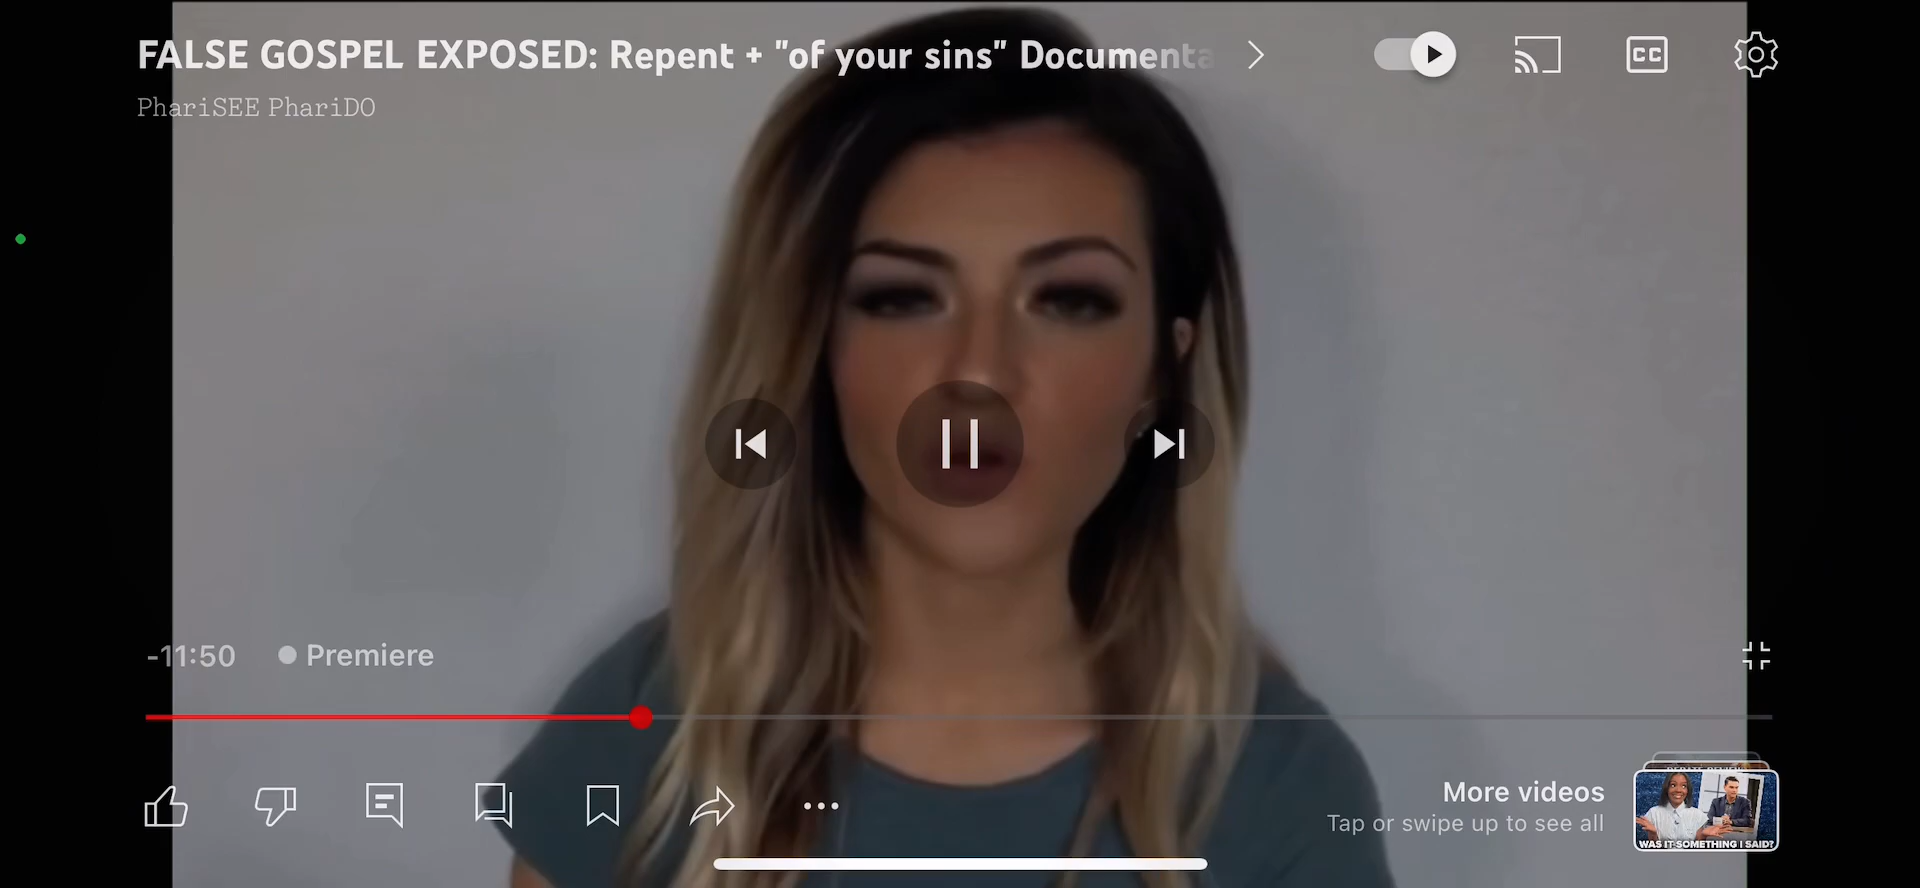 FALSE GOSPEL EXPOSED: Repent + "of your sins" Documenta
PhariSEE PhariDO
CC
-11:50 Premiere
More videos
Tap or swipe up to see all
WAS IT SOMETHING I SAID?